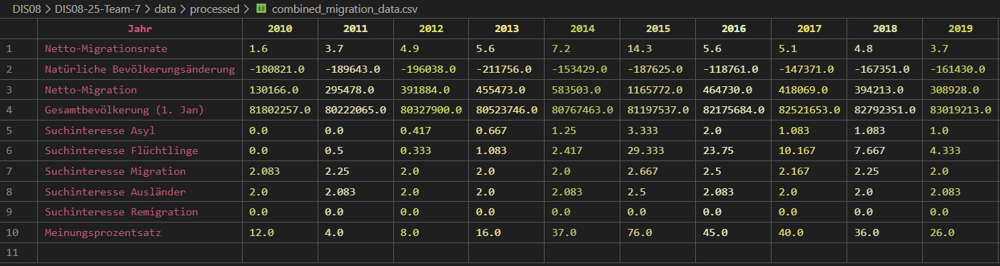 DIS08 > DIS08-25-Team-7 > data > processed > combined_migration_data.csv
Jahr 2010 2011 2012 2013 2014 2015 2016 2017 2018 2019
1 Netto-Migrationsrate 1.6 3.7 4.9 5.6 7.2 14.3 5.6 5.1 4.8 3.7
2 Natürliche Bevölkerungsänderung -180821.0 -189643.0 -196038.0 -211756.0 -153429.0 -187625.0 -118761.0 -147371.0 -167351.0 -161430.0
3 Netto-Migration 130166.0 295478.0 391884.0 455473.0 583503.0 1165772.0 464730.0 418069.0 394213.0 308928.0
4 Gesamtbevölkerung (1. Jan) 81802257.0 80222065.0 80327900.0 80523746.0 80767463.0 81197537.0 82175684.0 82521653.0 82792351.0 83019213.0
5 Suchinteresse Asyl 0.0 0.0 0.417 0.667 1.25 3.333 2.0 1.083 1.083 1.0
6 Suchinteresse Flüchtlinge 0.0 0.5 0.333 1.083 2.417 29.333 23.75 10.167 7.667 4.333
7 Suchinteresse Migration 2.083 2.25 2.0 2.0 2.0 2.667 2.5 2.167 2.25 2.0
8 Suchinteresse Ausländer 2.0 2.083 2.0 2.0 2.083 2.5 2.083 2.0 2.0 2.083
9 Suchinteresse Remigration 0.0 0.0 0.0 0.0 0.0 0.0 0.0 0.0 0.0 0.0
10 Meinungsprozentsatz 12.0 4.0 8.0 16.0 37.0 76.0 45.0 40.0 36.0 26.0
11